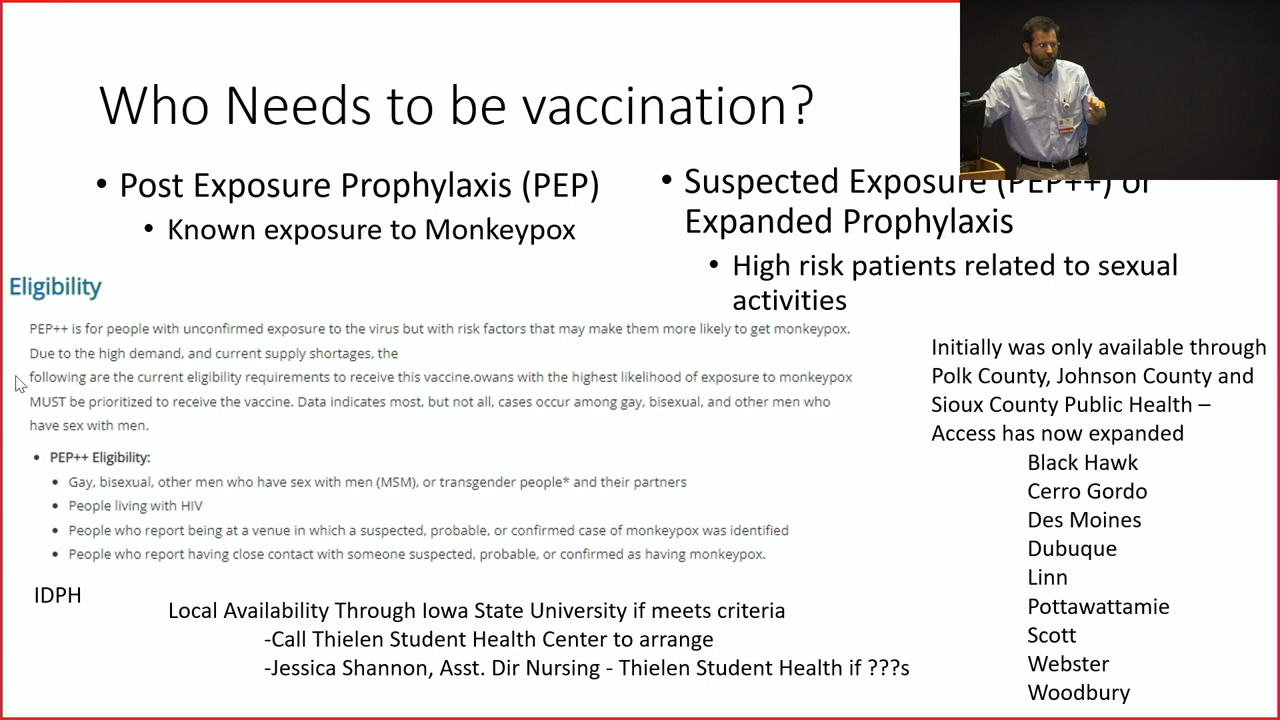 Who Needs to be vaccination?
• Post Exposure Prophylaxis (PEP)
• Known exposure to Monkeypox
• Suspected Exposure (PEP++) or
Expanded Prophylaxis
• High risk patients related to sexual
activities
Eligibility
PEP++ is for people with unconfirmed exposure to the virus but with risk factors that may make them more likely to get monkeypox.
Due to the high demand, and current supply shortages, the
following are the current eligibility requirements to receive this vaccine.owans with the highest likelihood of exposure to monkeypox
MUST be prioritized to receive the vaccine. Data indicates most, but not all, cases occur among gay, bisexual, and other men who
have sex with men.
• PEP++ Eligibility:
• Gay, bisexual, other men who have sex with men (MSM), or transgender people* and their partners
• People living with HIV
• People who report being at a venue in which a suspected, probable, or confirmed case of monkeypox was identified
• People who report having close contact with someone suspected, probable, or confirmed as having monkeypox.
IDPH
Local Availability Through Iowa State University if meets criteria
-Call Thielen Student Health Center to arrange
-Jessica Shannon, Asst. Dir Nursing - Thielen Student Health if ???s
Initially was only available through
Polk County, Johnson County and
Sioux County Public Health –
Access has now expanded
Black Hawk
Cerro Gordo
Des Moines
Dubuque
Linn
Pottawattamie
Scott
Webster
Woodbury